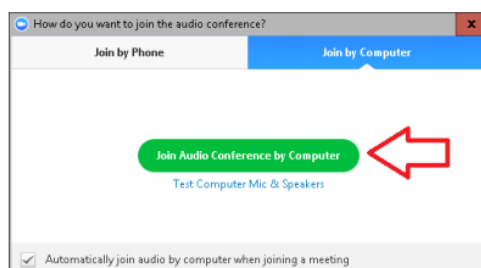 How do you want to join the audio conference?
x
Join by Phone
Join by Computer
Join Audio Conference by Computer
Test Computer Mic & Speakers
Automatically join audio by computer when joining a meeting